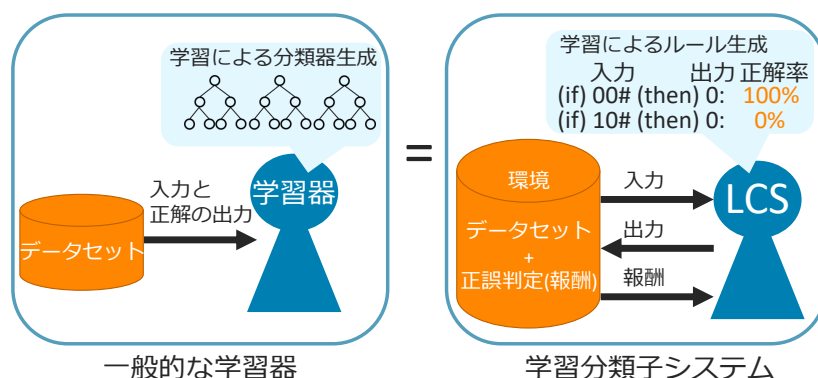 学習による分類器生成
入力と
正解の出力
学習器
データセット
一般的な学習器
=
学習によるルール生成
入力 出力 正解率
(if) 00# (then) 0: 100%
(if) 10# (then) 0: 0%
環境
データセット
+
正誤判定(報酬)
入力
出力
報酬
LCS
学習分類子システム